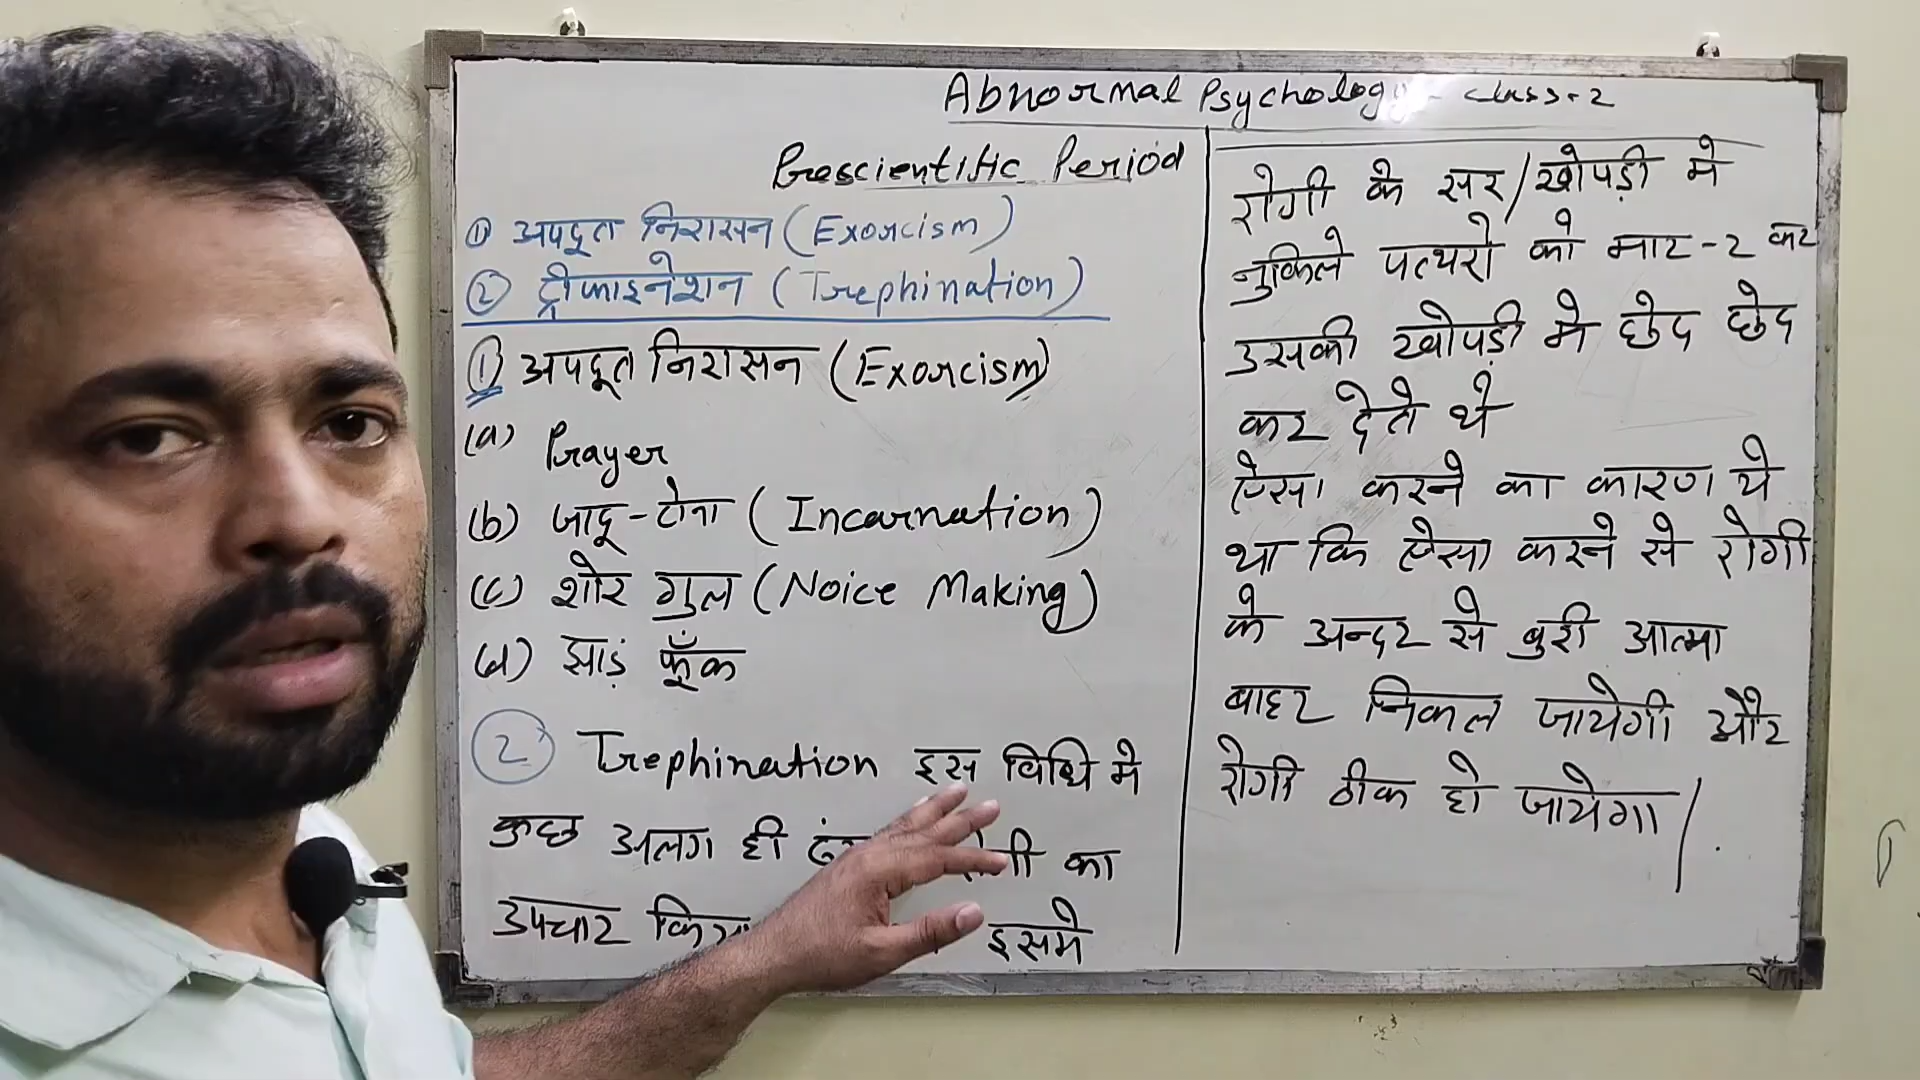 Abnormal Psychology - Class-2
Prescientific Period
① अपदूत निरासन (Exorcism)
② ट्रीफाइनेशन (Trephination)
① अपदूत निरासन (Exorcism)
(a) Prayer
(b) जादू-टोना (Incarnation)
(c) शोर गुल (Noice Making)
(d) झाड़ं फूँक
② Trephination इस विधि मे
कुछ अलग ही का
उपचार इसमे
रोगी के सर/खोपड़ी मे
नुकिले पत्थरो को मार-2 कर
उसकी खोपड़ी मे छेद छेद
कर देते थे
ऐसा करने का कारण ये
था कि ऐसा करने से रोगी
के अन्दर से बुरी आत्मा
बाहर निकल जायेगी और
रोगी ठीक हो जायेगा /